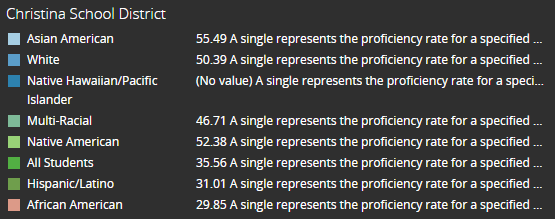 Christina School District
Asian American 55.49 A single represents the proficiency rate for a specified ...
White 50.39 A single represents the proficiency rate for a specified ...
Native Hawaiian/Pacific (No value) A single represents the proficiency rate for a speci...
Islander
Multi-Racial 46.71 A single represents the proficiency rate for a specified ...
Native American 52.38 A single represents the proficiency rate for a specified ...
All Students 35.56 A single represents the proficiency rate for a specified ...
Hispanic/Latino 31.01 A single represents the proficiency rate for a specified ...
African American 29.85 A single represents the proficiency rate for a specified ...